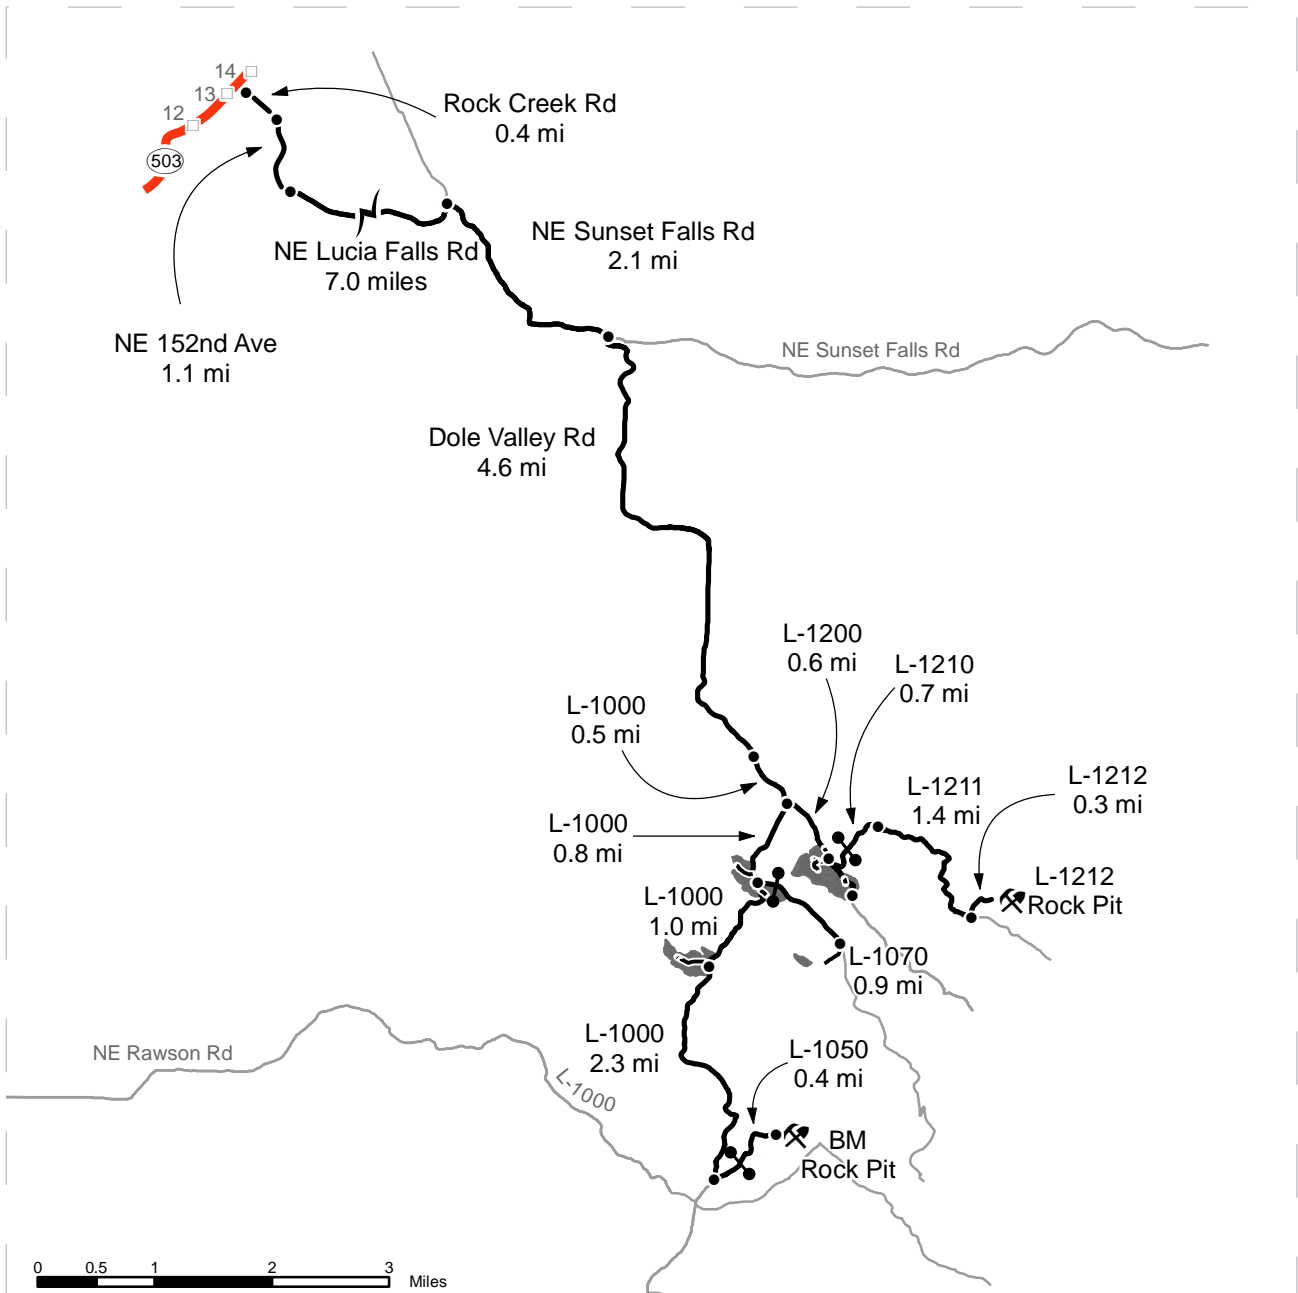 14
13
12
503
Rock Creek Rd
0.4 mi
NE Sunset Falls Rd
2.1 mi
NE Lucia Falls Rd
7.0 miles
NE 152nd Ave
1.1 mi
NE Sunset Falls Rd
Dole Valley Rd
4.6 mi
L-1200
0.6 mi
L-1210
0.7 mi
L-1000
0.5 mi
L-1211
1.4 mi
L-1212
0.3 mi
L-1000
0.8 mi
L-1212
Rock Pit
L-1000
1.0 mi
L-1070
0.9 mi
L-1000
2.3 mi
L-1050
0.4 mi
NE Rawson Rd
L-1000
BM
Rock Pit
0 0.5 1 2 3 Miles